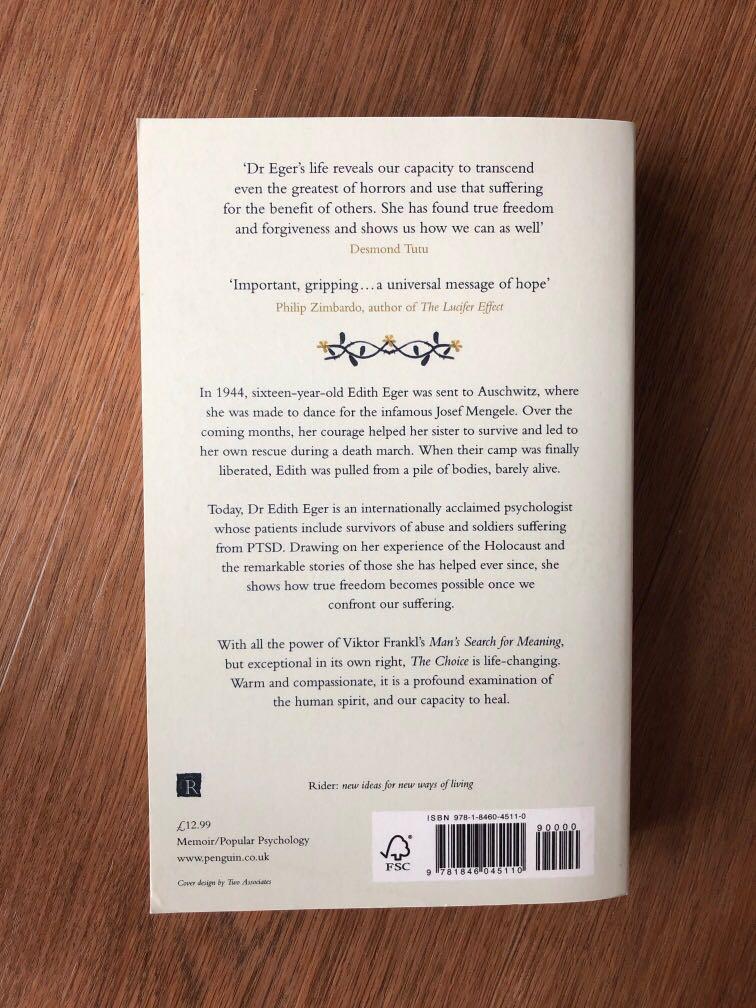 ‘Dr Eger’s life reveals our capacity to transcend
even the greatest of horrors and use that suffering
for the benefit of others. She has found true freedom
and forgiveness and shows us how we can as well’
Desmond Tutu
‘Important, gripping…a universal message of hope’
Philip Zimbardo, author of The Lucifer Effect
In 1944, sixteen-year-old Edith Eger was sent to Auschwitz, where
she was made to dance for the infamous Josef Mengele. Over the
coming months, her courage helped her sister to survive and led to
her own rescue during a death march. When their camp was finally
liberated, Edith was pulled from a pile of bodies, barely alive.
Today, Dr Edith Eger is an internationally acclaimed psychologist
whose patients include survivors of abuse and soldiers suffering
from PTSD. Drawing on her experience of the Holocaust and
the remarkable stories of those she has helped ever since, she
shows how true freedom becomes possible once we
confront our suffering.
With all the power of Viktor Frankl’s Man’s Search for Meaning,
but exceptional in its own right, The Choice is life-changing.
Warm and compassionate, it is a profound examination of
the human spirit, and our capacity to heal.
R
Rider: new ideas for new ways of living
£12.99
Memoir/Popular Psychology
www.penguin.co.uk
Cover design by Two Associates
FSC
ISBN 978-1-8460-4511-0
90000
9 781846 045110